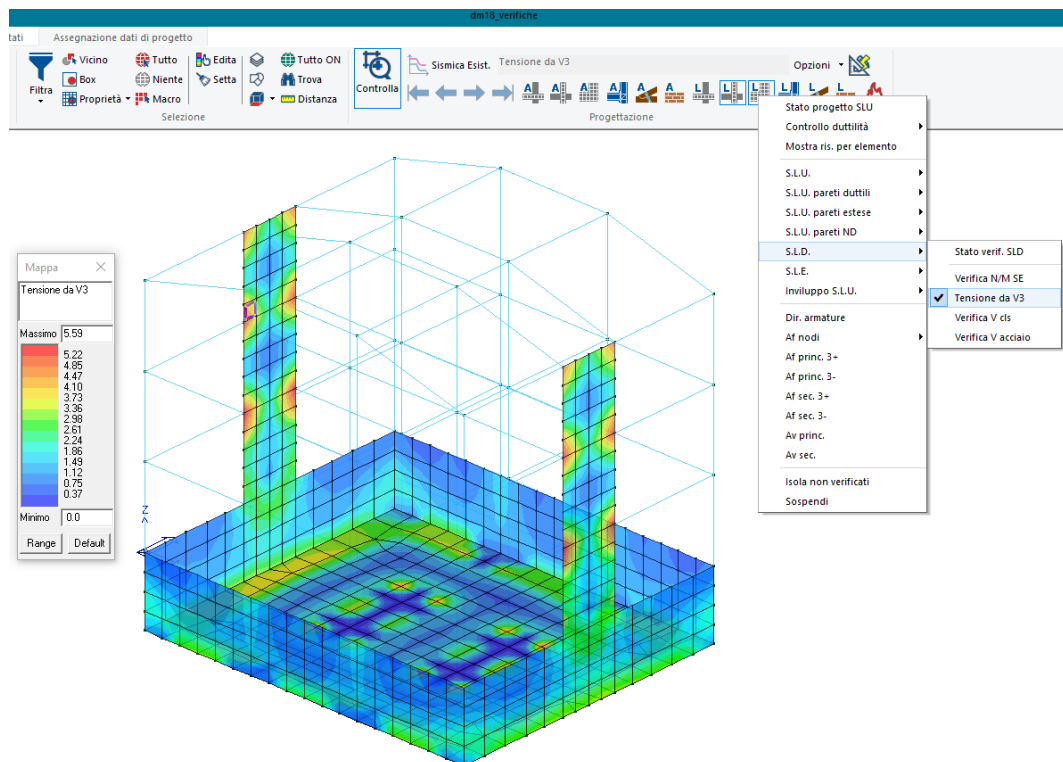 dm18_verifiche
tati Assegnazione dati di progetto
Filtra
Vicino
Box
Proprietà
Tutto
Niente
Macro
Edita
Setta
Tutto ON
Trova
Distanza
Selezione
Controlla
Sismica Esist. Tensione da V3
Opzioni
Progettazione
Stato progetto SLU
Controllo duttilità
Mostra ris. per elemento
S.L.U.
S.L.U. pareti duttili
S.L.U. pareti estese
S.L.U. pareti ND
S.L.D.
S.L.E.
Inviluppo S.L.U.
Dir. armature
Af nodi
Af princ. 3+
Af princ. 3-
Af sec. 3+
Af sec. 3-
Av princ.
Av sec.
Isola non verificati
Sospendi
Stato verif. SLD
Verifica N/M SE
Tensione da V3
Verifica V cls
Verifica V acciaio
Mappa
Tensione da V3
Massimo 5.59
5.22
4.85
4.47
4.10
3.73
3.36
2.98
2.61
2.24
1.86
1.49
1.12
0.75
0.37
Minimo 0.0
Range Default
Z